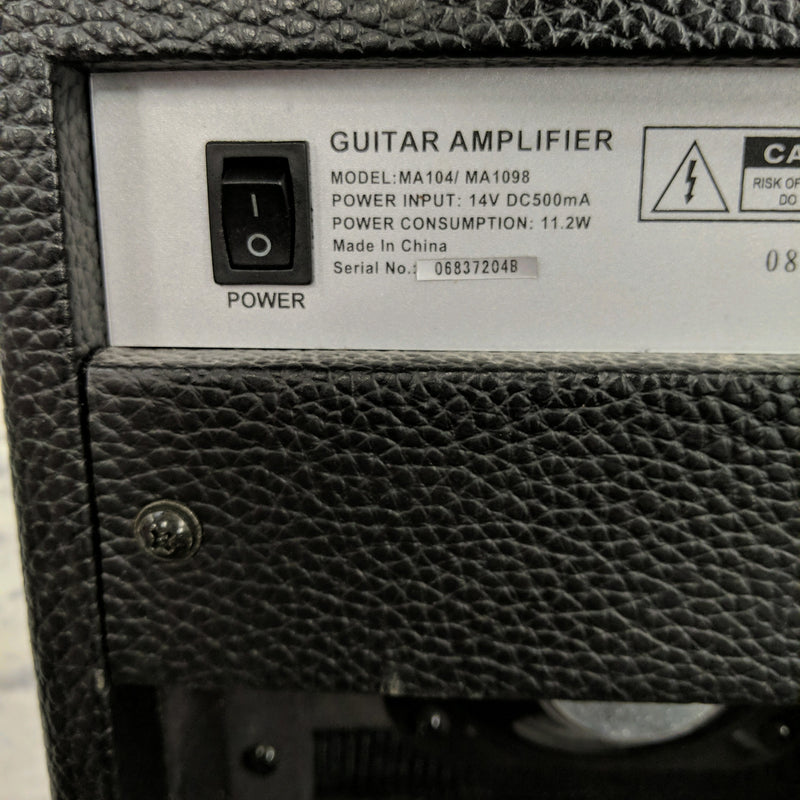 GUITAR AMPLIFIER
MODEL:MA104/ MA1098
POWER INPUT: 14V DC500mA
POWER CONSUMPTION: 11.2W
Made In China
Serial No.: 06837204B
POWER
I
O
CA
RISK OF
DO
08